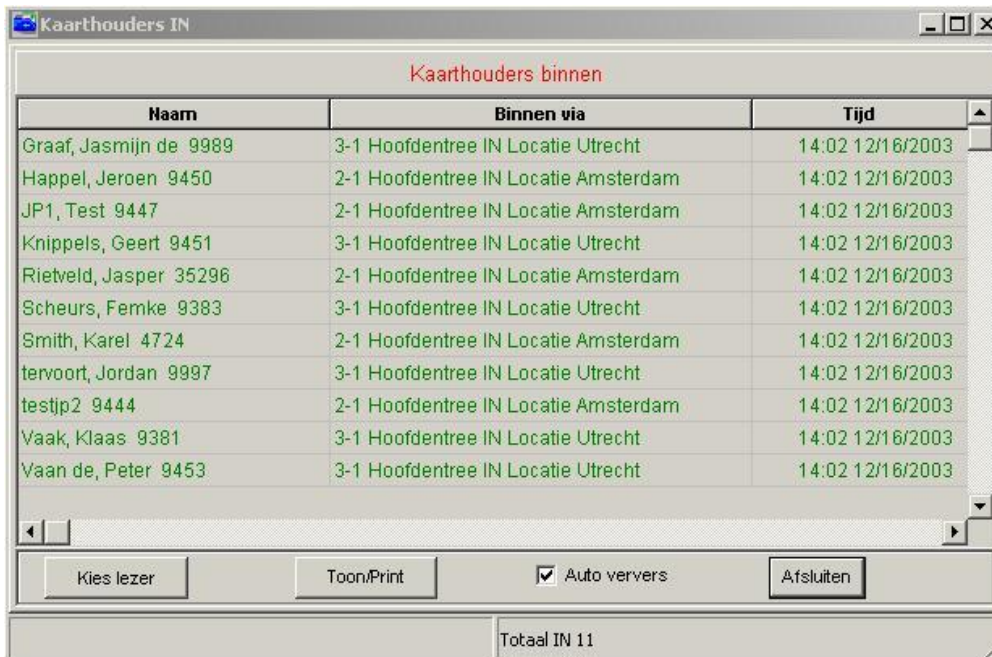 Kaarthouders IN
Kaarthouders binnen
Naam Binnen via Tijd
Graaf, Jasmijn de 9989 3-1 Hoofdentree IN Locatie Utrecht 14:02 12/16/2003
Happel, Jeroen 9450 2-1 Hoofdentree IN Locatie Amsterdam 14:02 12/16/2003
JP1, Test 9447 2-1 Hoofdentree IN Locatie Amsterdam 14:02 12/16/2003
Knippels, Geert 9451 3-1 Hoofdentree IN Locatie Utrecht 14:02 12/16/2003
Rietveld, Jasper 35296 2-1 Hoofdentree IN Locatie Amsterdam 14:02 12/16/2003
Scheurs, Femke 9383 3-1 Hoofdentree IN Locatie Utrecht 14:02 12/16/2003
Smith, Karel 4724 2-1 Hoofdentree IN Locatie Amsterdam 14:02 12/16/2003
tervoort, Jordan 9997 3-1 Hoofdentree IN Locatie Utrecht 14:02 12/16/2003
testjp2 9444 2-1 Hoofdentree IN Locatie Amsterdam 14:02 12/16/2003
Vaak, Klaas 9381 3-1 Hoofdentree IN Locatie Utrecht 14:02 12/16/2003
Vaan de, Peter 9453 3-1 Hoofdentree IN Locatie Utrecht 14:02 12/16/2003
Kies lezer Toon/Print Auto ververs Afsluiten
Totaal IN 11